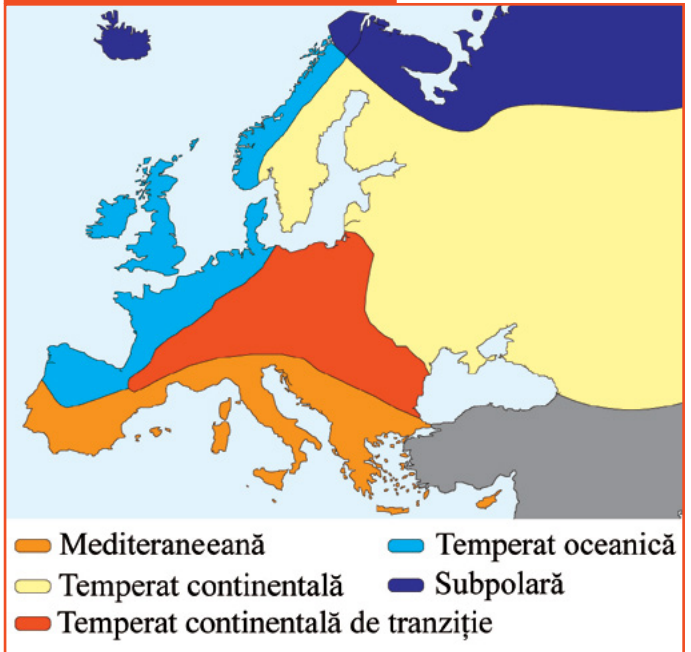 Mediteraneeană
Temperat oceanică
Temperat continentală
Subpolară
Temperat continentală de tranziție